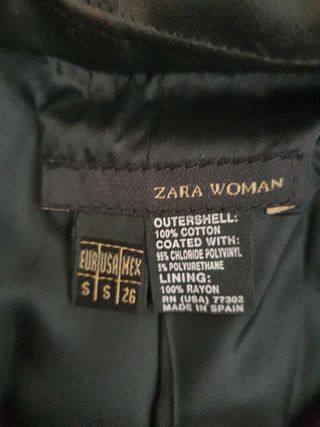 ZARA WOMAN
EUR USA MEX
S S 26
OUTERSHELL:
100% COTTON
COATED WITH:
95% CHLORIDE POLYVINYL
5% POLYURETHANE
LINING:
100% RAYON
RN (USA) 77302
MADE IN SPAIN